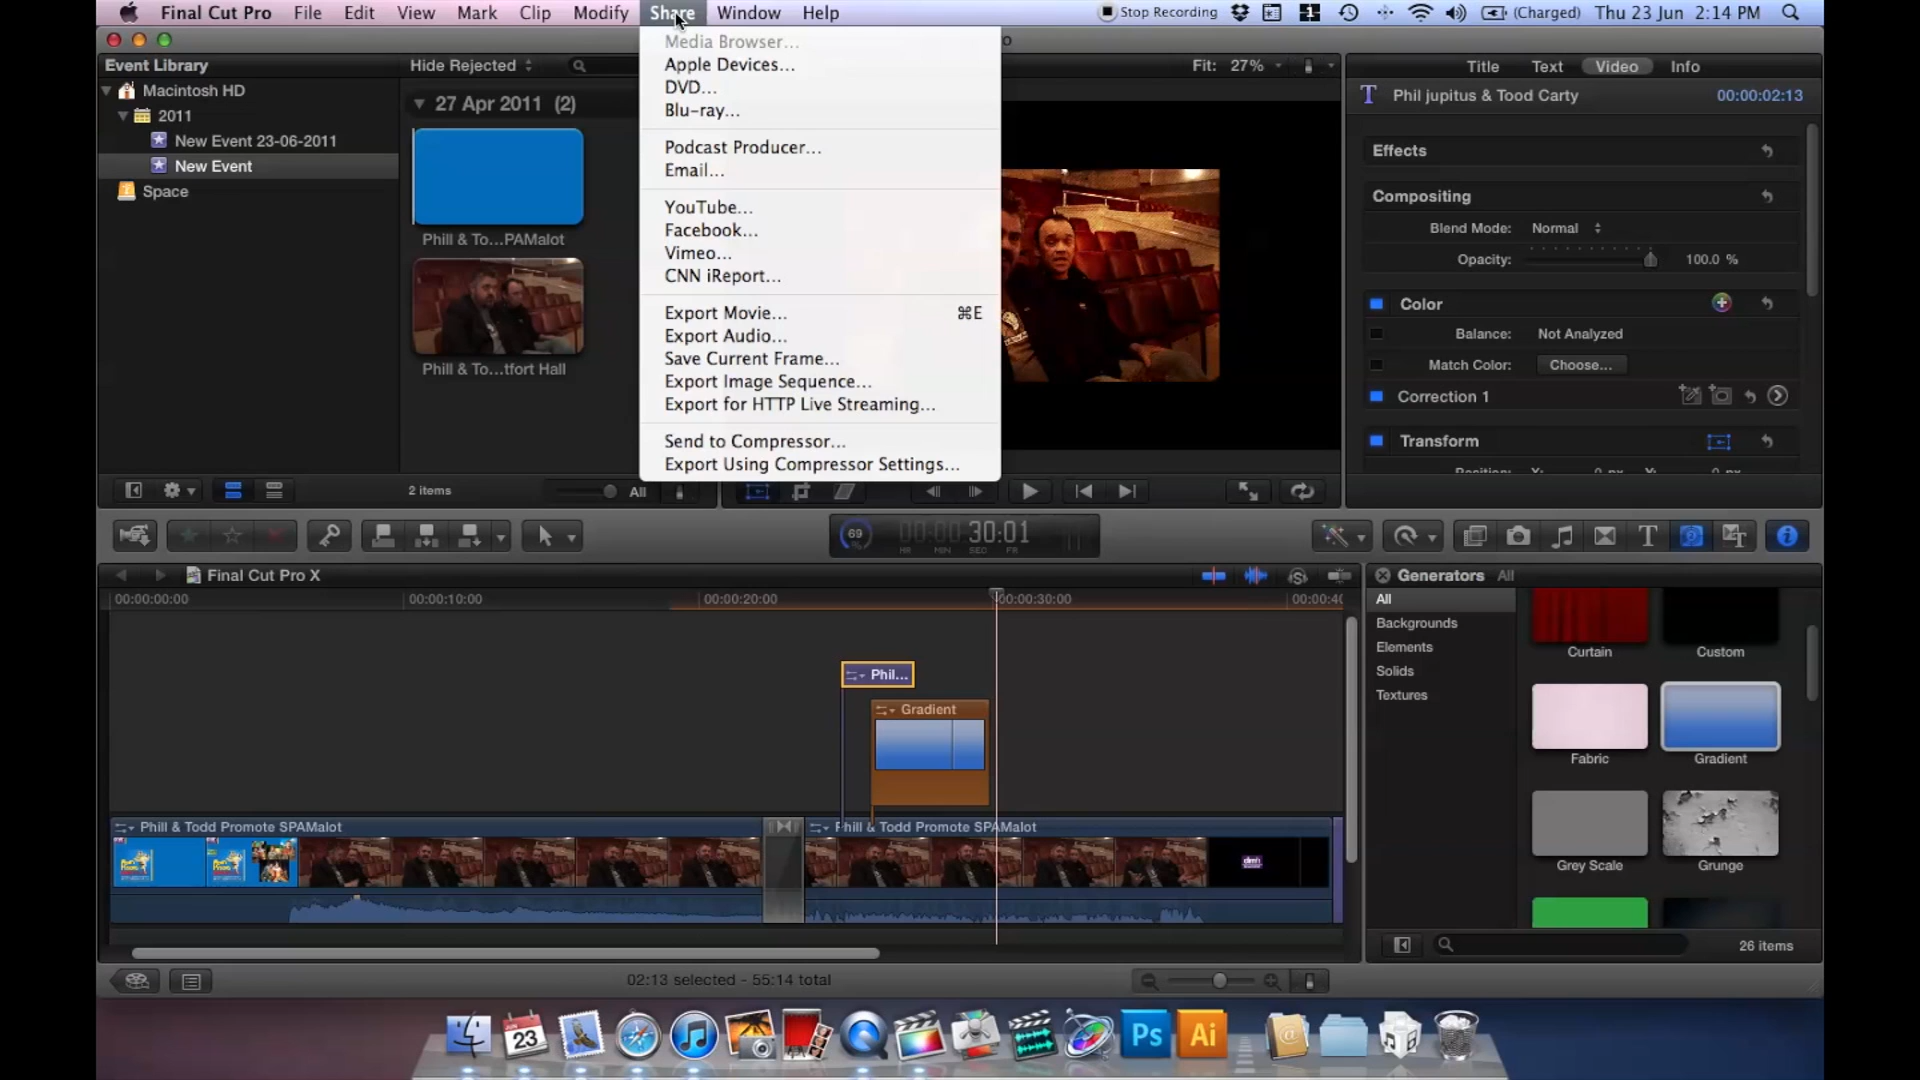 Final Cut Pro File Edit View Mark Clip Modify Share Window Help
Stop Recording (Charged) Thu 23 Jun 2:14 PM
Event Library
Hide Rejected
Macintosh HD
2011
New Event 23-06-2011
New Event
Space
27 Apr 2011 (2)
Phill & To...PAMalot
Phill & To...tfort Hall
2 items
All
Media Browser...
Apple Devices...
DVD...
Blu-ray...
Podcast Producer...
Email...
YouTube...
Facebook...
Vimeo...
CNN iReport...
Export Movie... ⌘E
Export Audio...
Save Current Frame...
Export Image Sequence...
Export for HTTP Live Streaming...
Send to Compressor...
Export Using Compressor Settings...
Fit: 27%
Title Text Video Info
Phil jupitus & Tood Carty 00:00:02:13
Effects
Compositing
Blend Mode: Normal
Opacity: 100.0 %
Color
Balance: Not Analyzed
Match Color: Choose...
Correction 1
Transform
69 00:00:30:01
HR MIN SEC FR
Final Cut Pro X
00:00:00:00 00:00:10:00 00:00:20:00 00:00:30:00
Phil...
Gradient
Phill & Todd Promote SPAMalot
Phill & Todd Promote SPAMalot
02:13 selected - 55:14 total
Generators All
All
Backgrounds
Elements
Solids
Textures
Curtain Custom
Fabric Gradient
Grey Scale Grunge
26 items
JUN
23
Ps
Ai